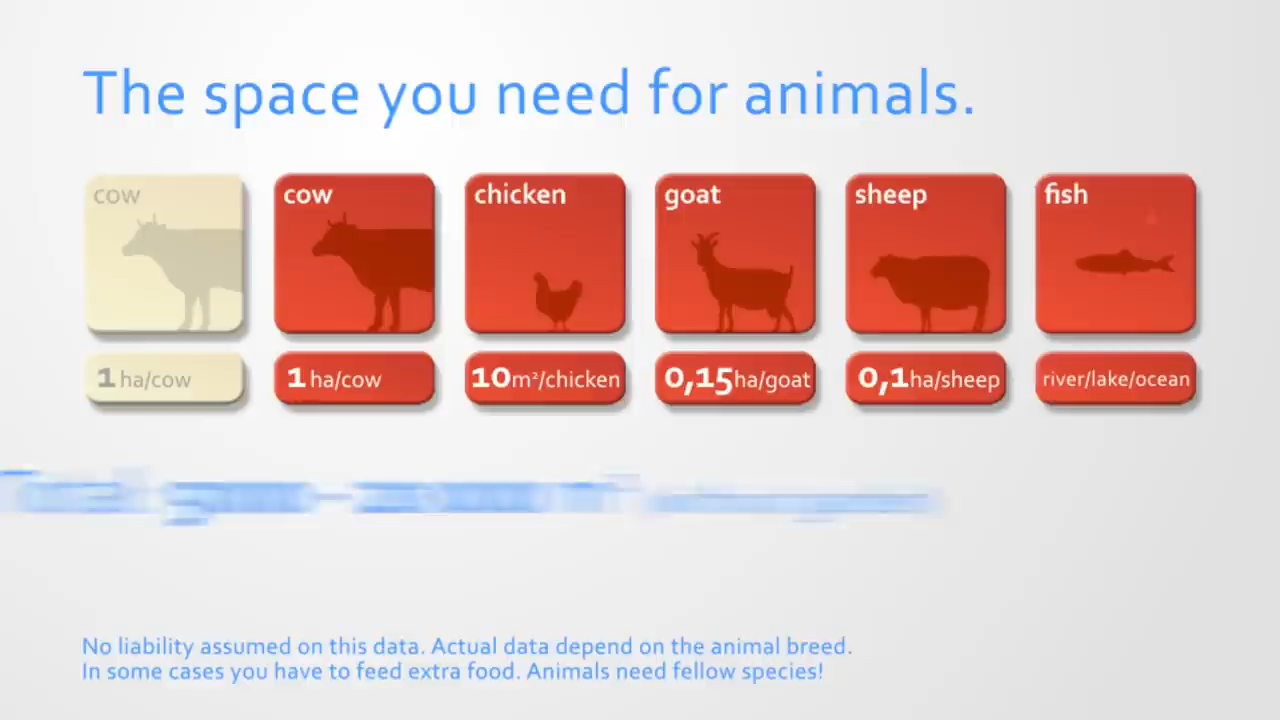 The space you need for animals.
cow cow chicken goat sheep fish
1 ha/cow 1 ha/cow 10m²/chicken 0,15ha/goat 0,1ha/sheep river/lake/ocean
No liability assumed on this data. Actual data depend on the animal breed.
In some cases you have to feed extra food. Animals need fellow species!